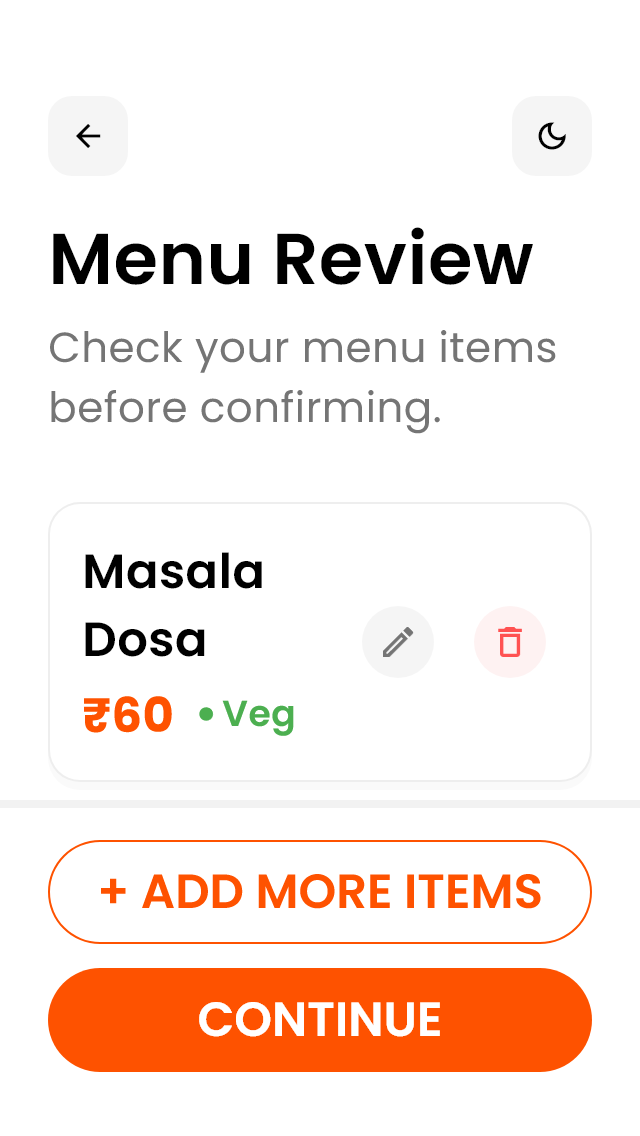 Menu Review
Check your menu items
before confirming.
Masala
Dosa
₹60 • Veg
+ ADD MORE ITEMS
CONTINUE